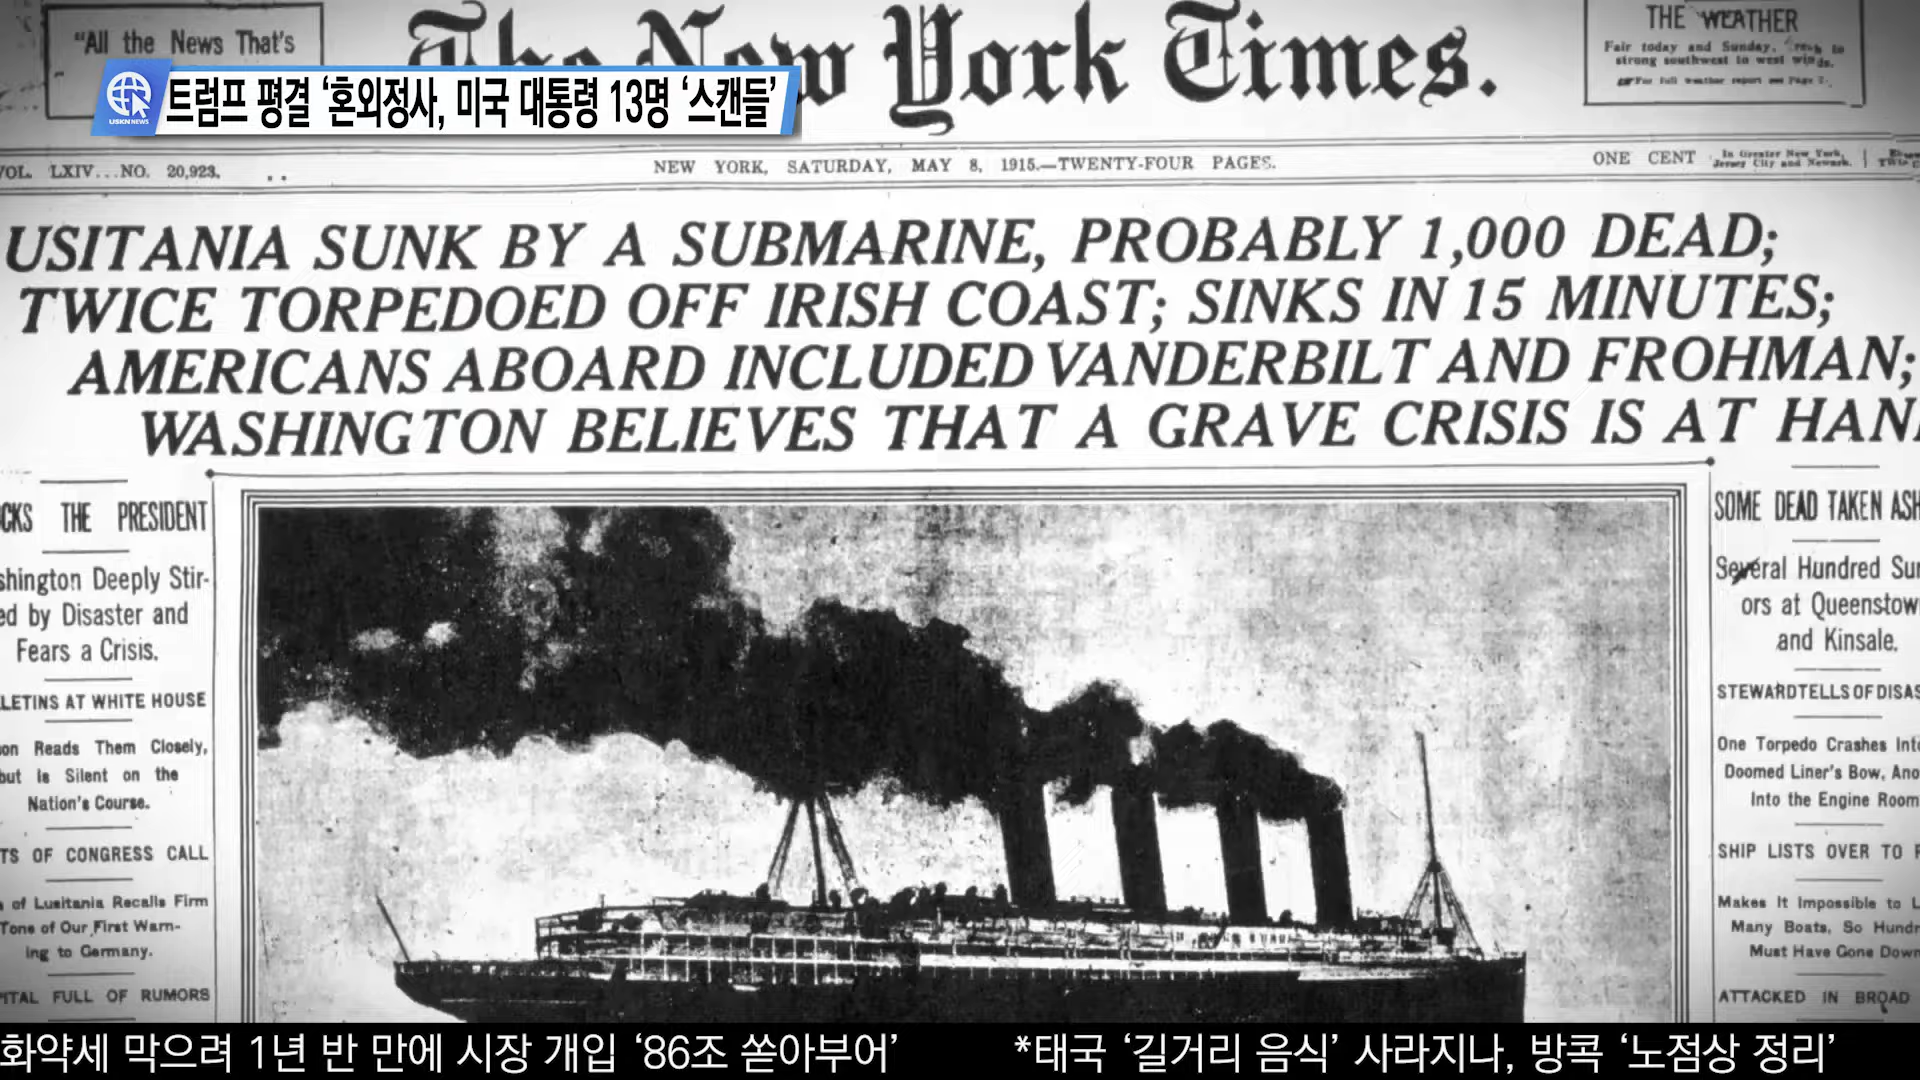 "All the News That's
The New York Times.
THE WEATHER
Fair today and Sunday, fresh to
strong southwest to west winds.
For full weather report see Page
USKN NEWS
트럼프 평결 ‘혼외정사, 미국 대통령 13명 ‘스캔들’
VOL. LXIV...NO. 20,923.
NEW YORK, SATURDAY, MAY 8, 1915.—TWENTY-FOUR PAGES.
ONE CENT
In Greater New York,
Jersey City and Newark.
USITANIA SUNK BY A SUBMARINE, PROBABLY 1,000 DEAD;
TWICE TORPEDOED OFF IRISH COAST; SINKS IN 15 MINUTES;
AMERICANS ABOARD INCLUDED VANDERBILT AND FROHMAN;
WASHINGTON BELIEVES THAT A GRAVE CRISIS IS AT HAN
CKS THE PRESIDENT
shington Deeply Stir-
ed by Disaster and
Fears a Crisis.
LETINS AT WHITE HOUSE
on Reads Them Closely,
but Is Silent on the
Nation's Course.
TS OF CONGRESS CALL
of Lusitania Recalls Firm
Tone of Our First Warn-
ing to Germany.
PITAL FULL OF RUMORS
SOME DEAD TAKEN ASH
Several Hundred Sur
ors at Queenstow
and Kinsale.
STEWARD TELLS OF DISAS
One Torpedo Crashes Int
Doomed Liner's Bow, Ano
Into the Engine Room
SHIP LISTS OVER TO P
Makes It Impossible to L
Many Boats, So Hundr
Must Have Gone Down
ATTACKED IN BROAD
화약세 막으려 1년 반 만에 시장 개입 ‘86조 쏟아부어’
*태국 ‘길거리 음식’ 사라지나, 방콕 ‘노점상 정리’